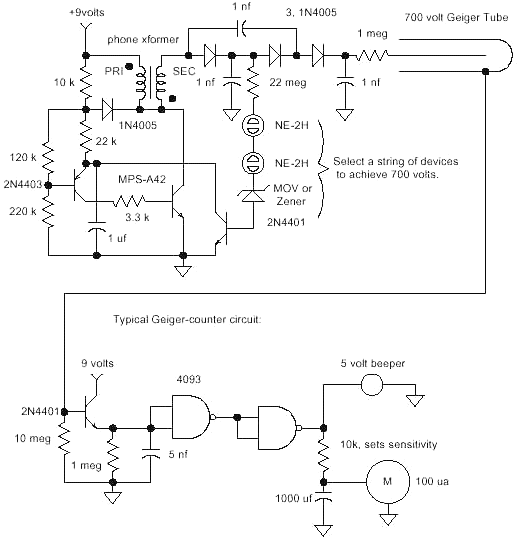 1 nf
3, 1N4005
1 meg
700 volt Geiger Tube
+9volts
phone xformer
PRI
SEC
10 k
1 nf
22 meg
1 nf
1N4005
22 k
NE-2H
120 k
NE-2H
Select a string of devices
to achieve 700 volts.
2N4403
MPS-A42
MOV or
Zener
220 k
3.3 k
2N4401
1 uf
Typical Geiger-counter circuit:
9 volts
4093
5 volt beeper
2N4401
10 meg
1 meg
5 nf
10k, sets sensitivity
M
100 ua
1000 uf